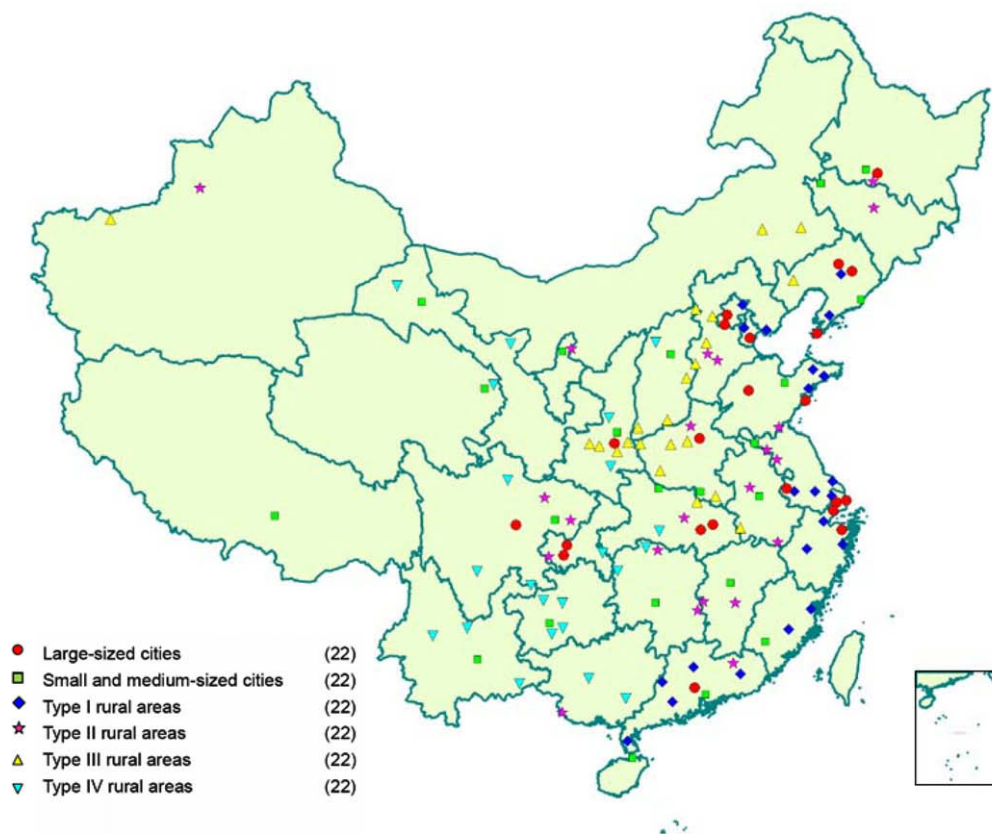 Large-sized cities (22)
Small and medium-sized cities (22)
Type I rural areas (22)
Type II rural areas (22)
Type III rural areas (22)
Type IV rural areas (22)